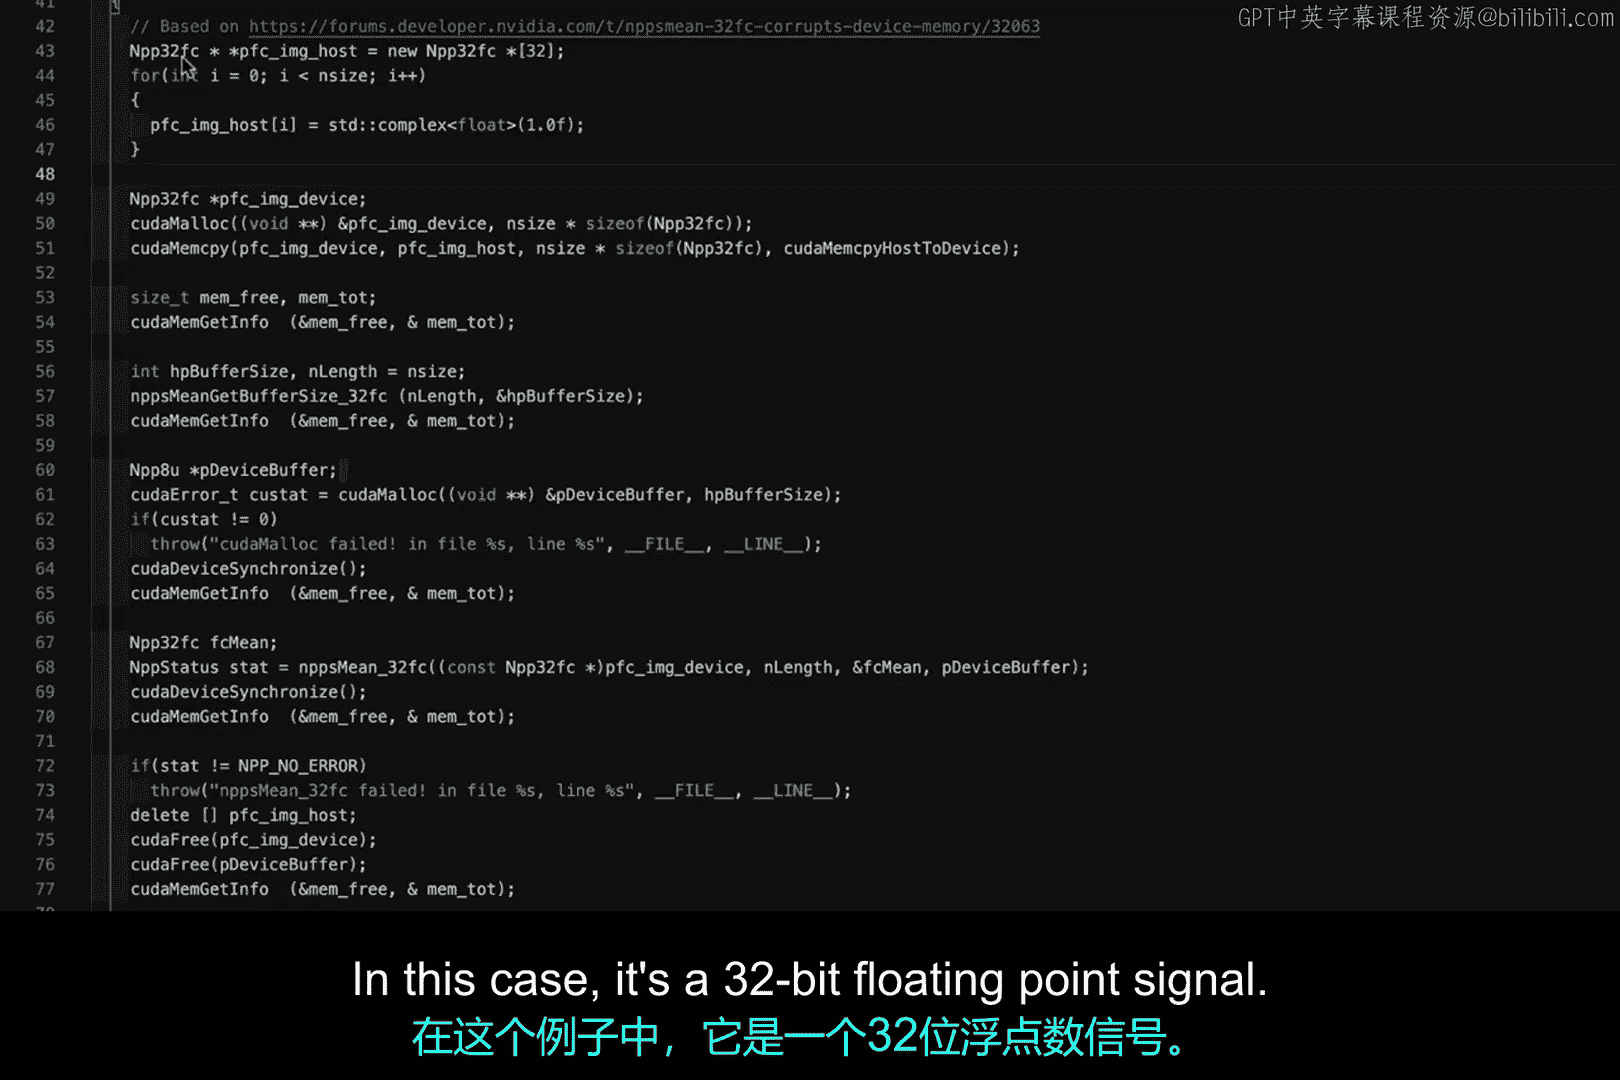 GPT中英字幕课程资源@bilibili.com
41 {
42 // Based on https://forums.developer.nvidia.com/t/nppsmean-32fc-corrupts-device-memory/32063
43 Npp32fc * *pfc_img_host = new Npp32fc *[32];
44 for(int i = 0; i < nsize; i++)
45 {
46 pfc_img_host[i] = std::complex<float>(1.0f);
47 }
48
49 Npp32fc *pfc_img_device;
50 cudaMalloc((void **) &pfc_img_device, nsize * sizeof(Npp32fc));
51 cudaMemcpy(pfc_img_device, pfc_img_host, nsize * sizeof(Npp32fc), cudaMemcpyHostToDevice);
52
53 size_t mem_free, mem_tot;
54 cudaMemGetInfo  (&mem_free, & mem_tot);
55
56 int hpBufferSize, nLength = nsize;
57 nppsMeanGetBufferSize_32fc (nLength, &hpBufferSize);
58 cudaMemGetInfo  (&mem_free, & mem_tot);
59
60 Npp8u *pDeviceBuffer;
61 cudaError_t custat = cudaMalloc((void **) &pDeviceBuffer, hpBufferSize);
62 if(custat != 0)
63 throw("cudaMalloc failed! in file %s, line %s", __FILE__, __LINE__);
64 cudaDeviceSynchronize();
65 cudaMemGetInfo  (&mem_free, & mem_tot);
66
67 Npp32fc fcMean;
68 NppStatus stat = nppsMean_32fc((const Npp32fc *)pfc_img_device, nLength, &fcMean, pDeviceBuffer);
69 cudaDeviceSynchronize();
70 cudaMemGetInfo  (&mem_free, & mem_tot);
71
72 if(stat != NPP_NO_ERROR)
73 throw("nppsMean_32fc failed! in file %s, line %s", __FILE__, __LINE__);
74 delete [] pfc_img_host;
75 cudaFree(pfc_img_device);
76 cudaFree(pDeviceBuffer);
77 cudaMemGetInfo  (&mem_free, & mem_tot);
In this case, it's a 32-bit floating point signal.
在这个例子中，它是一个32位浮点数信号。